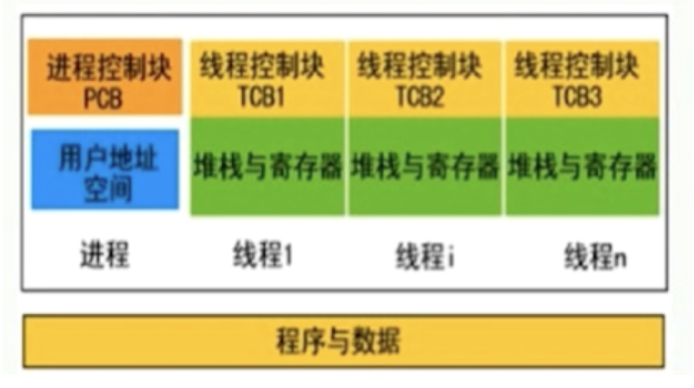 进程控制块
PCB
线程控制块
TCB1
线程控制块
TCB2
线程控制块
TCB3
用户地址
空间
堆栈与寄存器
堆栈与寄存器
堆栈与寄存器
进程
线程1
线程i
线程n
程序与数据